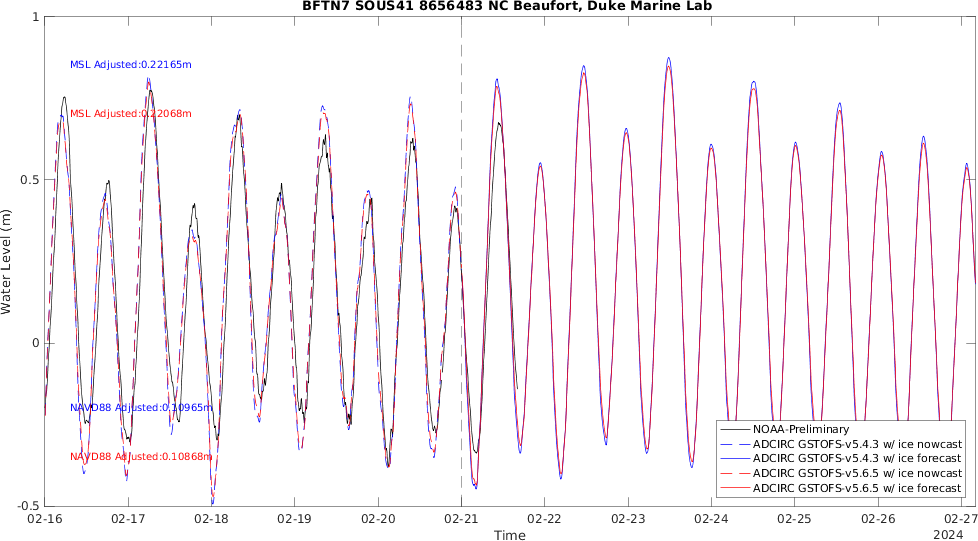 BFTN7 SOUS41 8656483 NC Beaufort, Duke Marine Lab
1
MSL Adjusted:0.22165m
MSL Adjusted:0.22068m
0.5
Water Level (m)
0
NAVD88 Adjusted:0.10965m
NAVD88 Adjusted:0.10868m
NOAA-Preliminary
ADCIRC GSTOFS-v5.4.3 w/ ice nowcast
ADCIRC GSTOFS-v5.4.3 w/ ice forecast
ADCIRC GSTOFS-v5.6.5 w/ ice nowcast
ADCIRC GSTOFS-v5.6.5 w/ ice forecast
-0.5
02-16 02-17 02-18 02-19 02-20 02-21 02-22 02-23 02-24 02-25 02-26 02-27
Time
2024